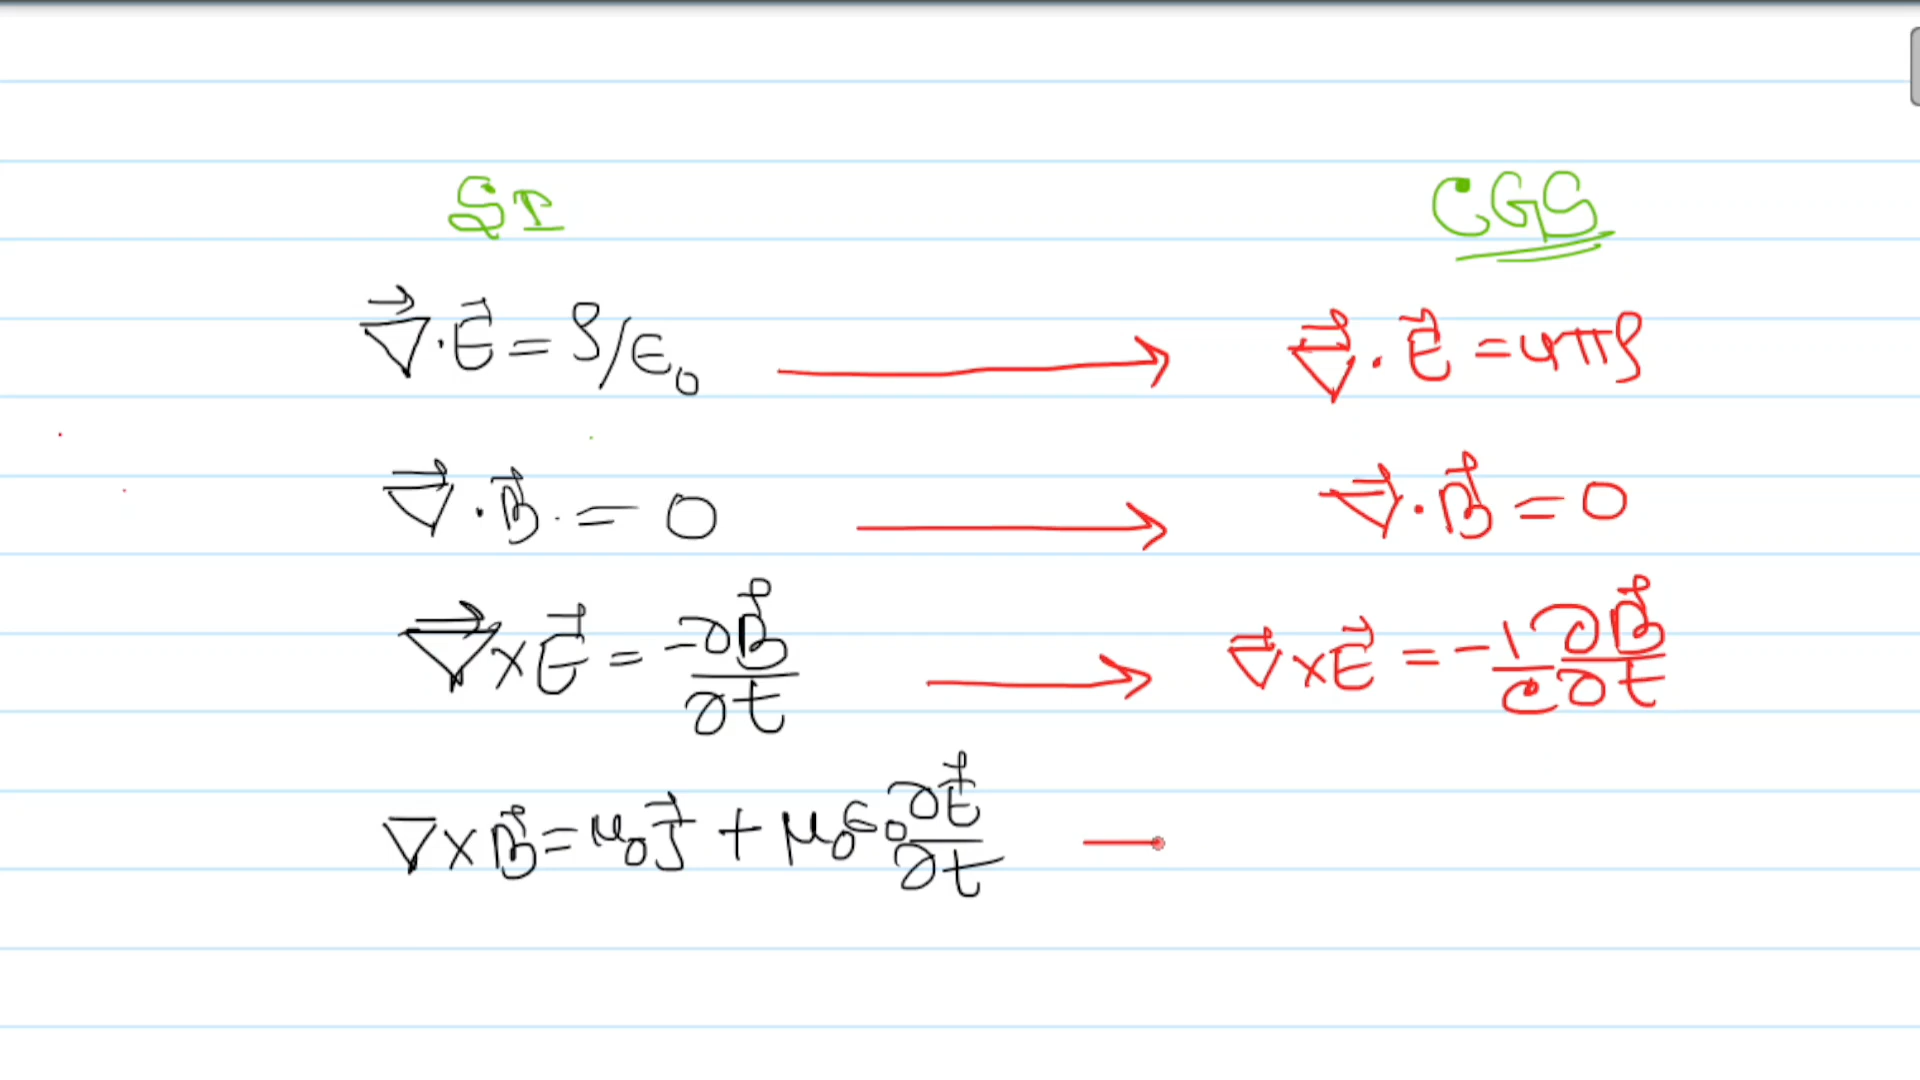 SI CGS
∇⃗·E⃗ = ρ/ϵ₀ ⟶ ∇⃗·E⃗ = 4πρ
∇⃗·B⃗ = 0 ⟶ ∇⃗·B⃗ = 0
∇⃗×E⃗ = -∂B⃗/∂t ⟶ ∇⃗×E⃗ = -1/c ∂B⃗/∂t
∇×B⃗ = μ₀J⃗ + μ₀ϵ₀ ∂E⃗/∂t —